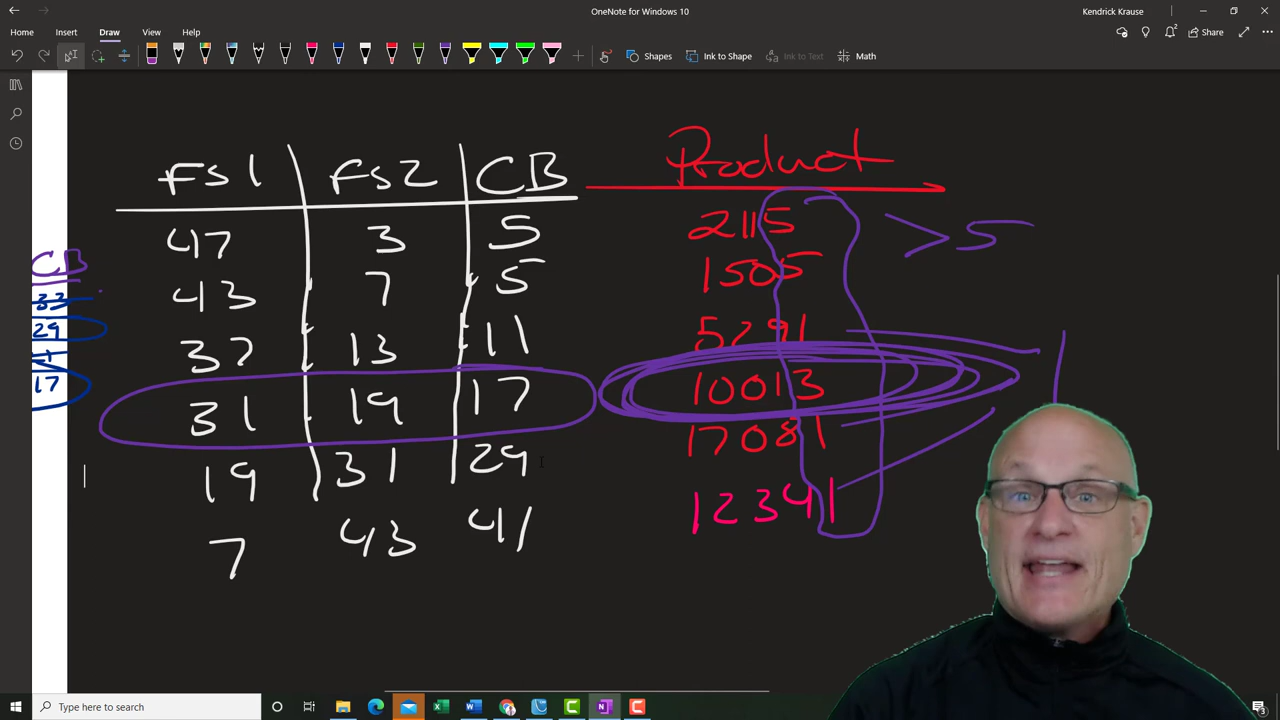 OneNote for Windows 10
Kendrick Krause
Home Insert Draw View Help
Share
Shapes Ink to Shape Ink to Text Math
FS1 FS2 CB Product
47 3 5 2115 >5
43 7 5 1505
37 13 11 5291 1
31 19 17 10013
19 31 29 17081
7 43 41 12341
CB
33
29
17
Type here to search